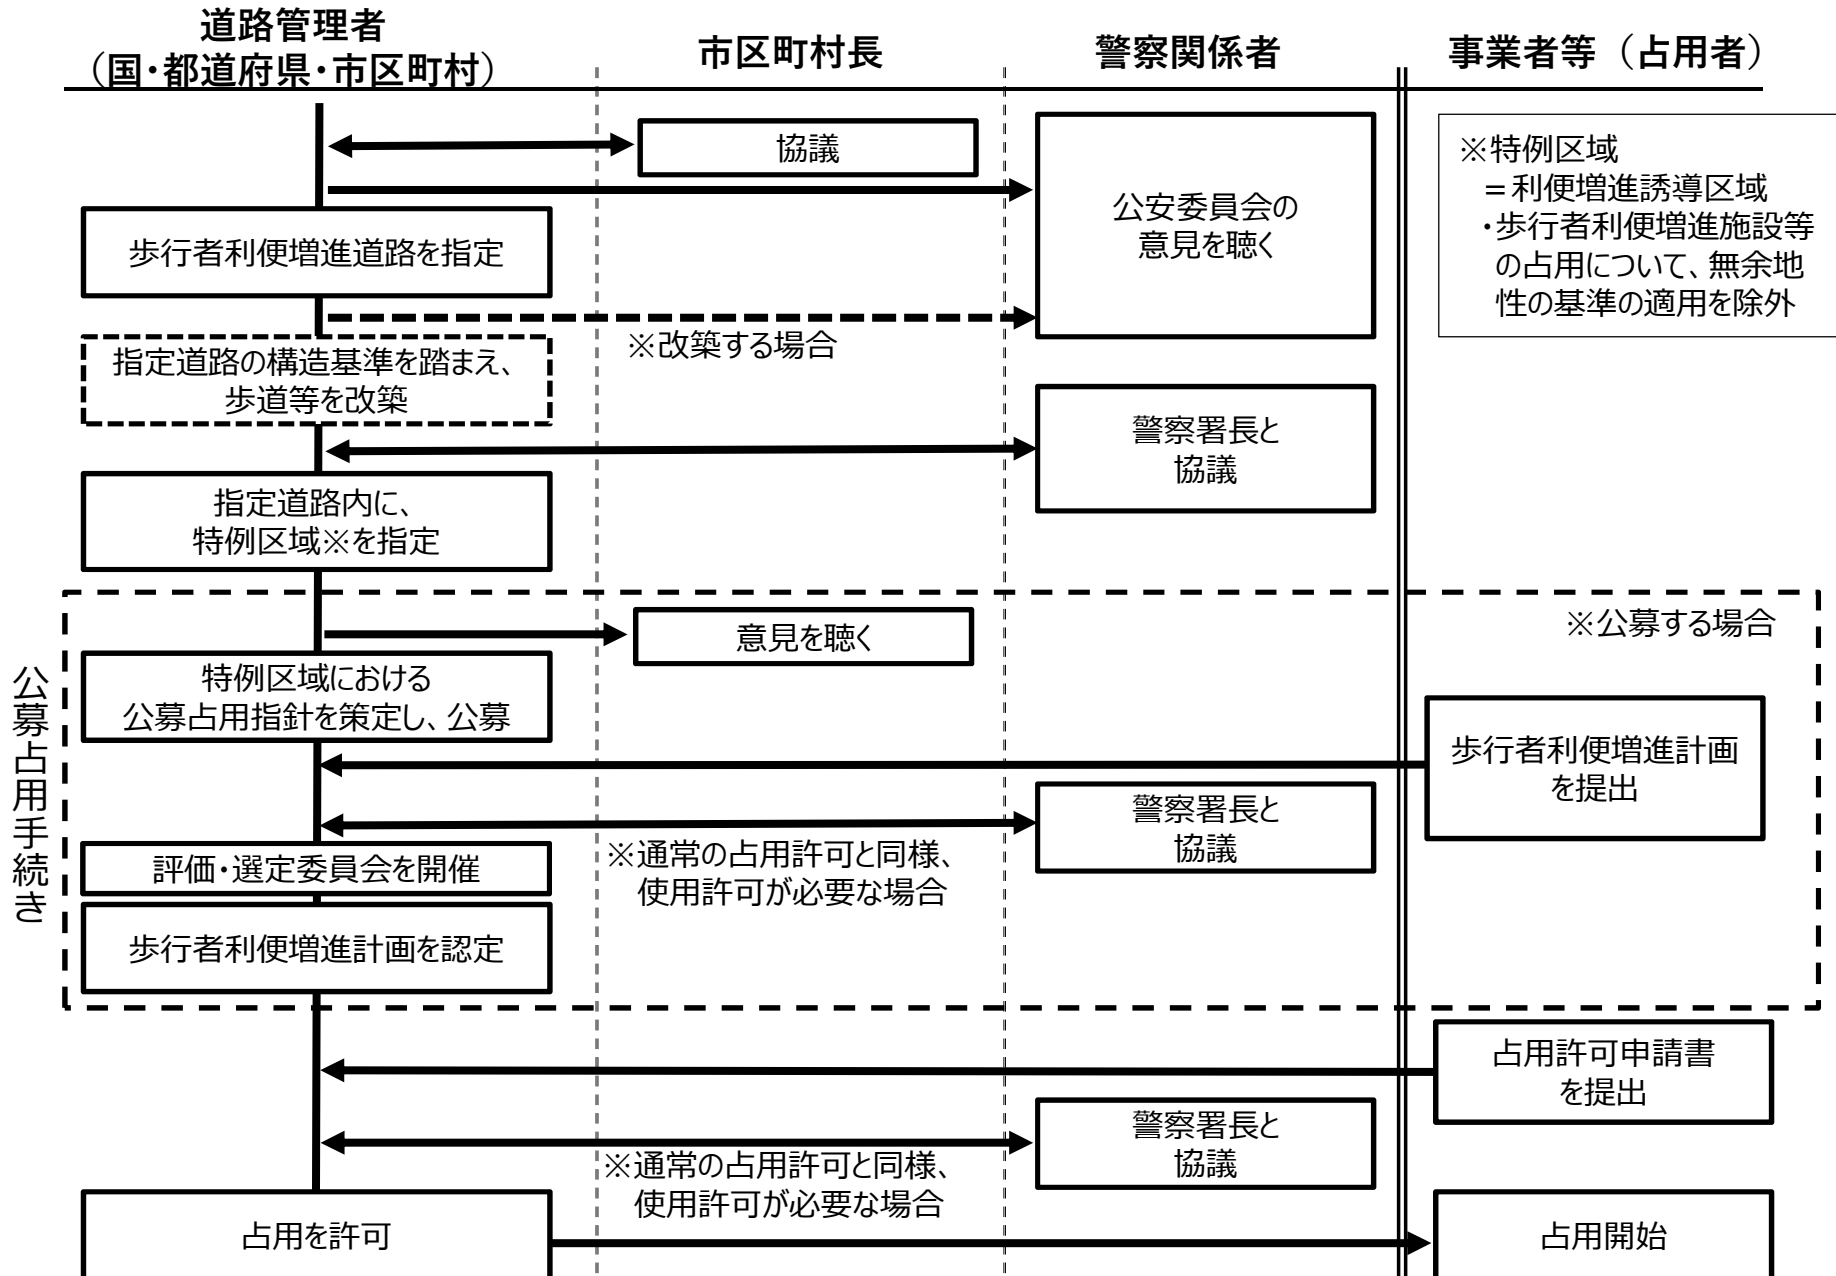 道路管理者
（国・都道府県・市区町村）
市区町村長
警察関係者
事業者等（占用者）
協議
公安委員会の
意見を聴く
※特例区域
＝利便増進誘導区域
・歩行者利便増進施設等
の占用について、無余地
性の基準の適用を除外
歩行者利便増進道路を指定
※改築する場合
指定道路の構造基準を踏まえ、
歩道等を改築
警察署長と
協議
指定道路内に、
特例区域※を指定
公募占用手続き
※公募する場合
意見を聴く
特例区域における
公募占用指針を策定し、公募
歩行者利便増進計画
を提出
警察署長と
協議
※通常の占用許可と同様、
使用許可が必要な場合
評価・選定委員会を開催
歩行者利便増進計画を認定
占用許可申請書
を提出
警察署長と
協議
※通常の占用許可と同様、
使用許可が必要な場合
占用を許可
占用開始